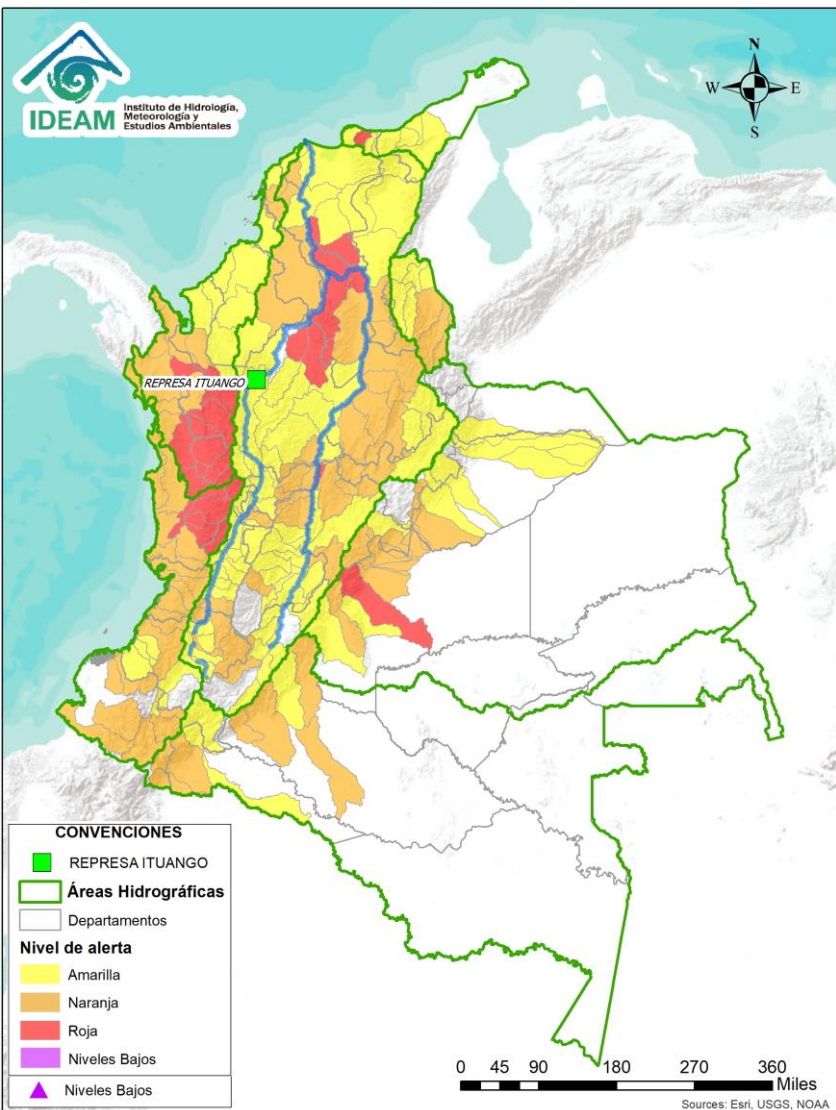 IDEAM
Instituto de Hidrología,
Meteorología y
Estudios Ambientales
N
W
E
S
REPRESA ITUANGO
CONVENCIONES
REPRESA ITUANGO
Áreas Hidrográficas
Departamentos
Nivel de alerta
Amarilla
Naranja
Roja
Niveles Bajos
Niveles Bajos
0 45 90 180 270 360
Miles
Sources: Esri, USGS, NOAA